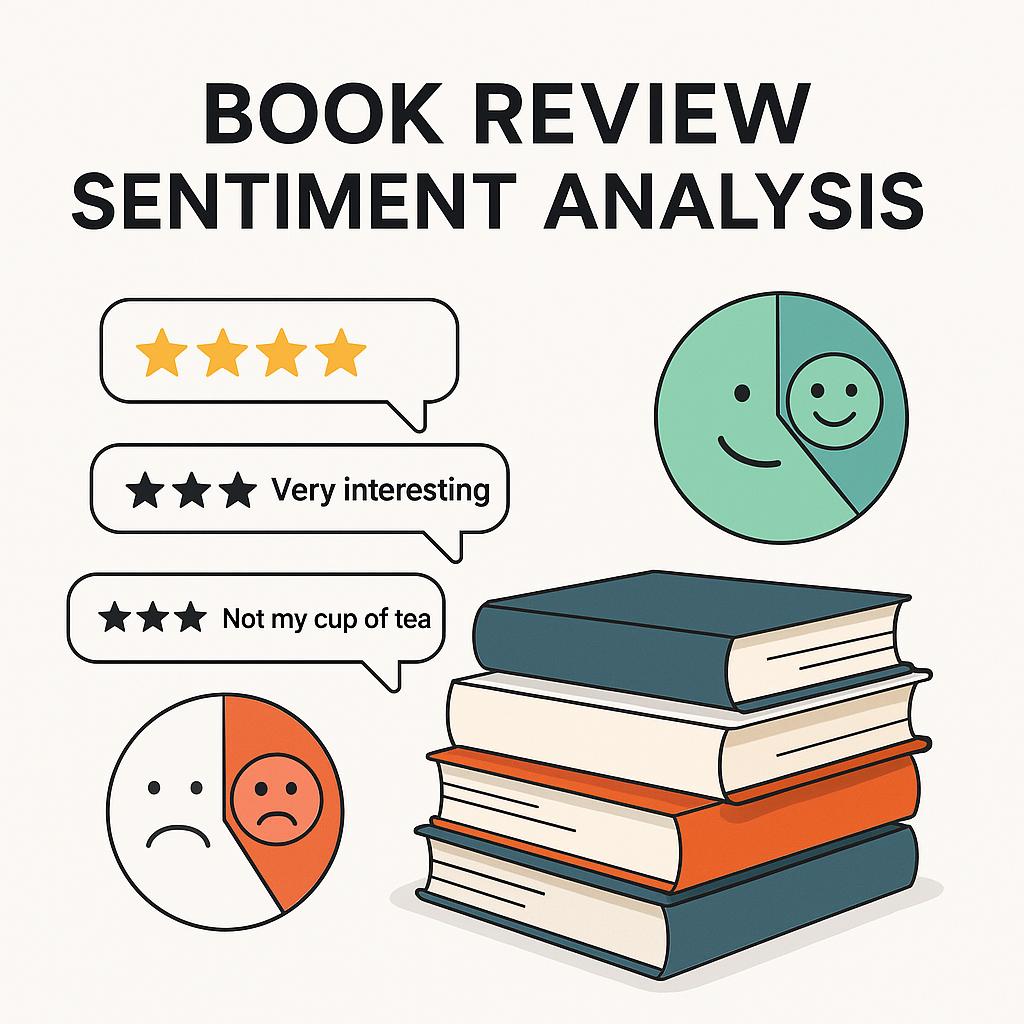 BOOK REVIEW
SENTIMENT ANALYSIS
Very interesting
Not my cup of tea